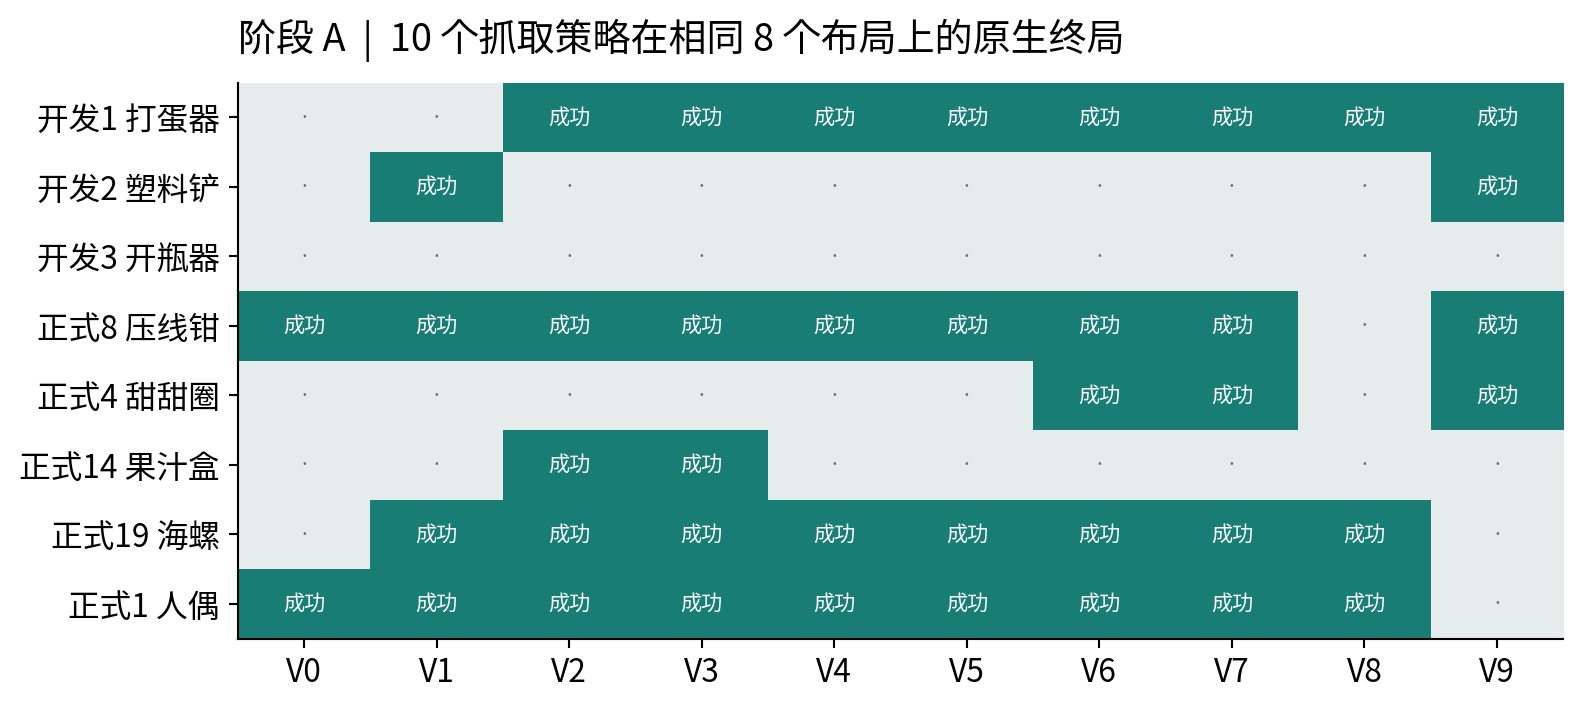 阶段 A | 10 个抓取策略在相同 8 个布局上的原生终局
开发1 打蛋器 · · 成功 成功 成功 成功 成功 成功 成功 成功
开发2 塑料铲 · 成功 · · · · · · · 成功
开发3 开瓶器 · · · · · · · · · ·
正式8 压线钳 成功 成功 成功 成功 成功 成功 成功 成功 · 成功
正式4 甜甜圈 · · · · · · 成功 成功 · 成功
正式14 果汁盒 · · 成功 成功 · · · · · ·
正式19 海螺 · 成功 成功 成功 成功 成功 成功 成功 成功 ·
正式1 人偶 成功 成功 成功 成功 成功 成功 成功 成功 成功 ·
V0 V1 V2 V3 V4 V5 V6 V7 V8 V9